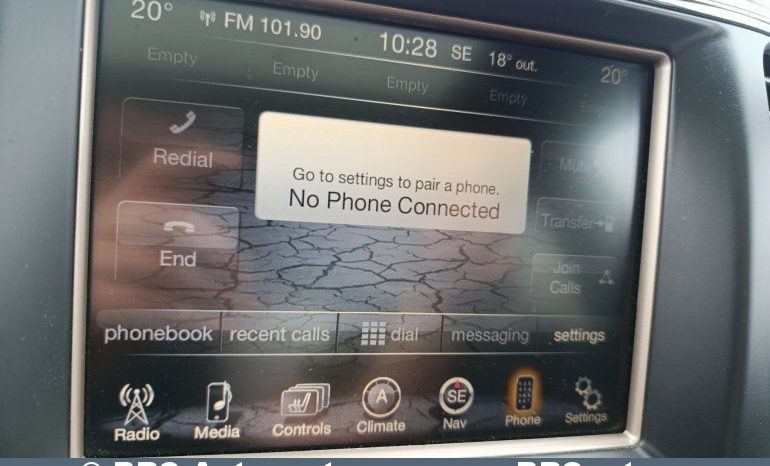 20° FM 101.90 10:28 SE 18° out. 20°
Empty Empty Empty Empty
Redial
Mute
Go to settings to pair a phone.
No Phone Connected
Transfer
End
Join
Calls
phonebook recent calls dial messaging settings
A SE
Radio Media Controls Climate Nav Phone Settings